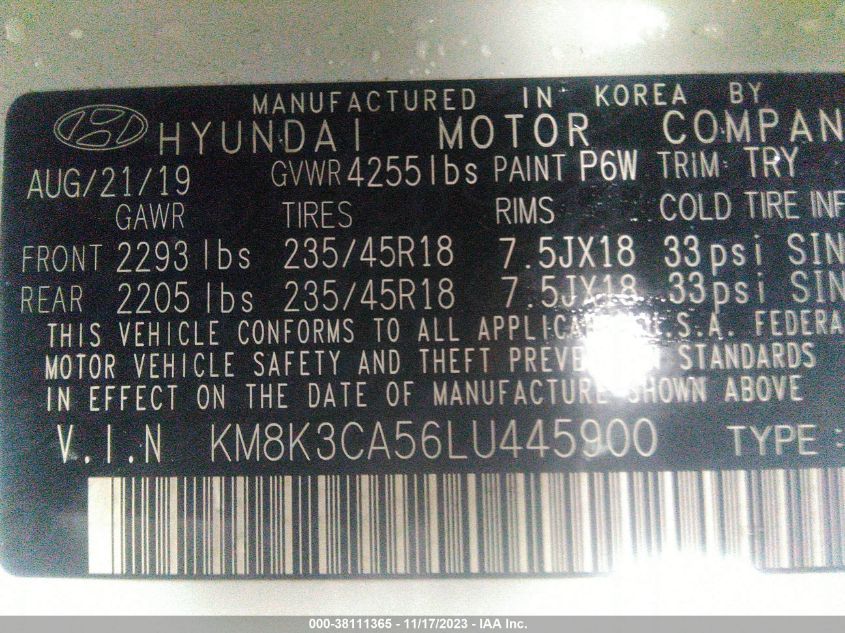 MANUFACTURED IN KOREA BY
HYUNDAI MOTOR COMPAN
AUG/21/19 GVWR 4255 lbs PAINT P6W TRIM: TRY
GAWR TIRES RIMS COLD TIRE INF
FRONT 2293 lbs 235/45R18 7.5JX18 33psi SIN
REAR 2205 lbs 235/45R18 7.5JX18 33psi SIN
THIS VEHICLE CONFORMS TO ALL U.S.A. FEDERA
MOTOR VEHICLE SAFETY AND THEFT STANDARDS
IN EFFECT ON THE DATE OF MANUFACTURE SHOWN ABOVE
V.I.N KM8K3CA56LU445900 TYPE :
000-38111365 - 11/17/2023 - IAA Inc.